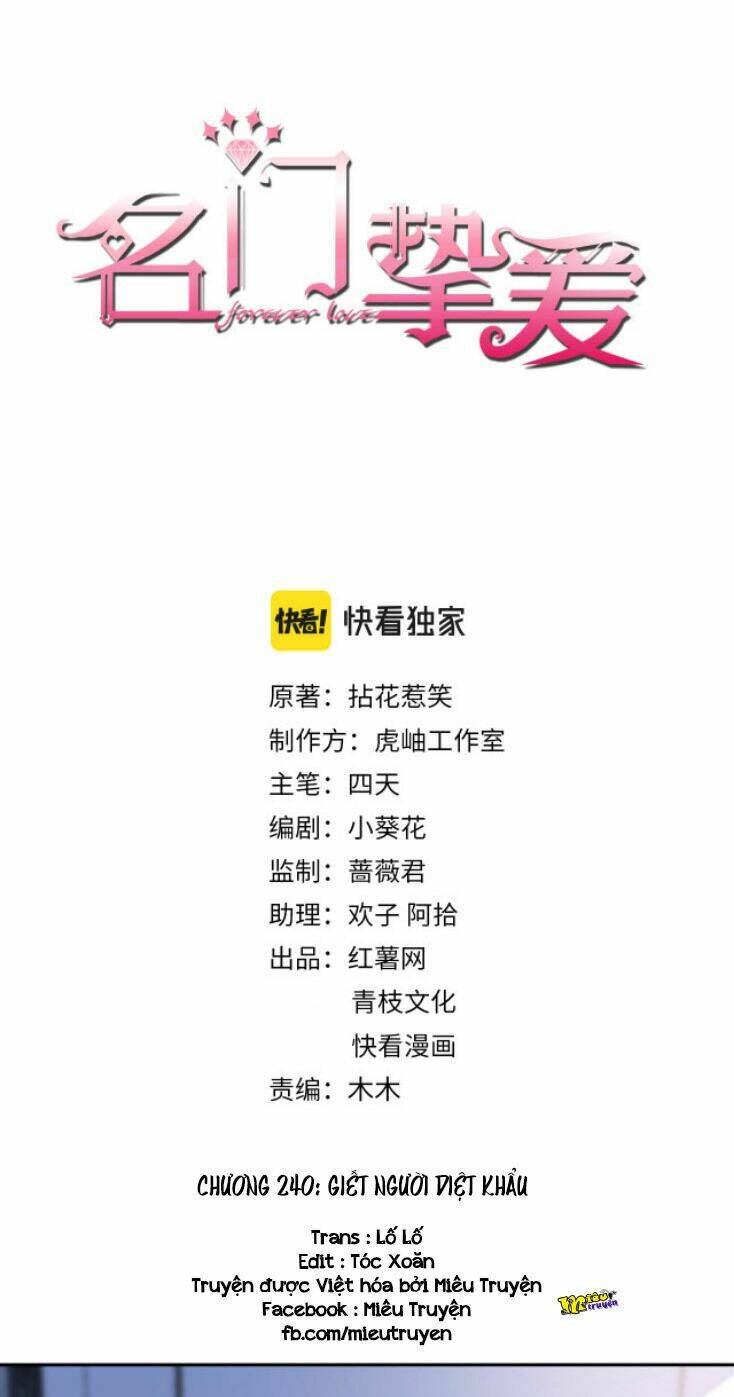 名门挚爱
forever love
快看! 快看独家
原著：拈花惹笑
制作方：虎岫工作室
主笔：四天
编剧：小葵花
监制：蔷薇君
助理：欢子 阿拾
出品：红薯网
青枝文化
快看漫画
责编：木木
CHƯƠNG 240: GIẾT NGƯỜI DIỆT KHẨU
Trans : Lố Lố
Edit : Tóc Xoăn
Truyện được Việt hóa bởi Miêu Truyện
Facebook : Miêu Truyện
fb.com/mieutruyen
Miêu truyện